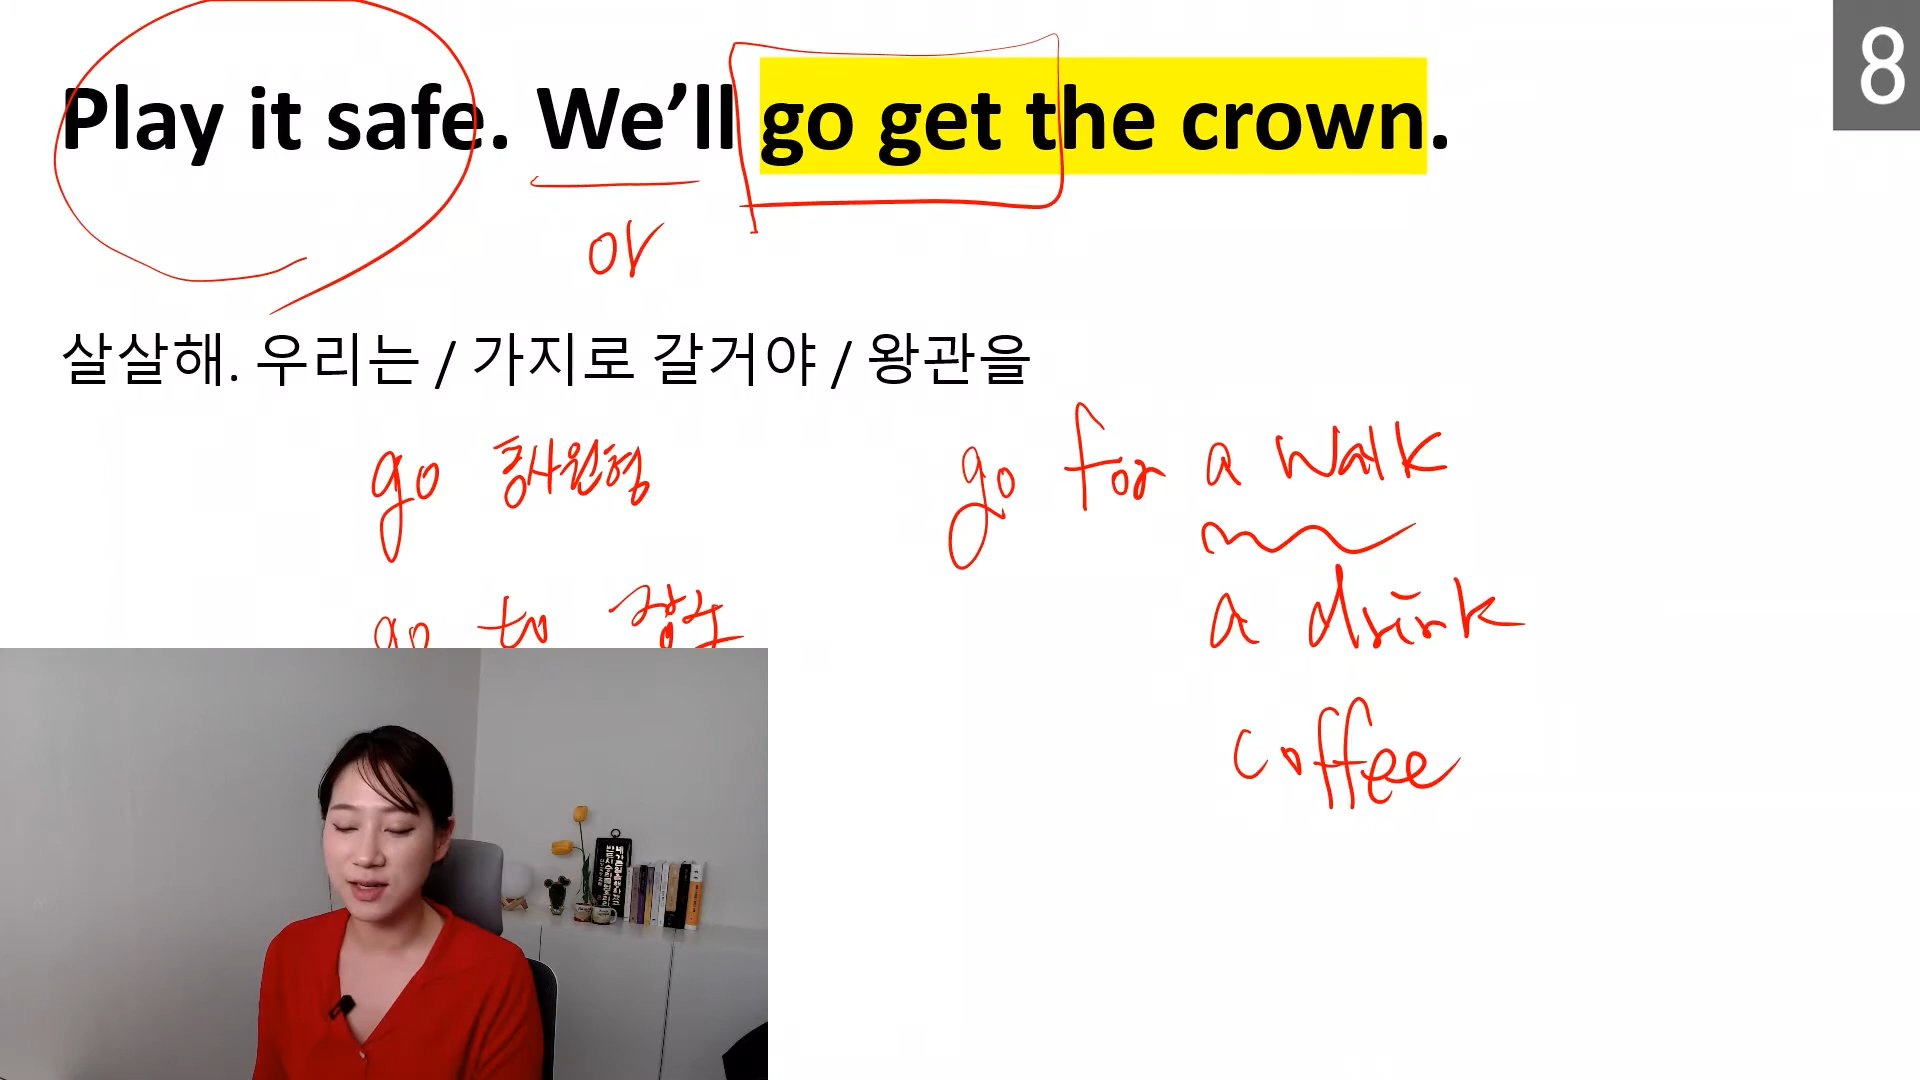 8
Play it safe. We’ll go get the crown.
or
살살해. 우리는 / 가지로 갈거야 / 왕관을
go 동사원형
go for a walk
go to 장소
a drink
coffee